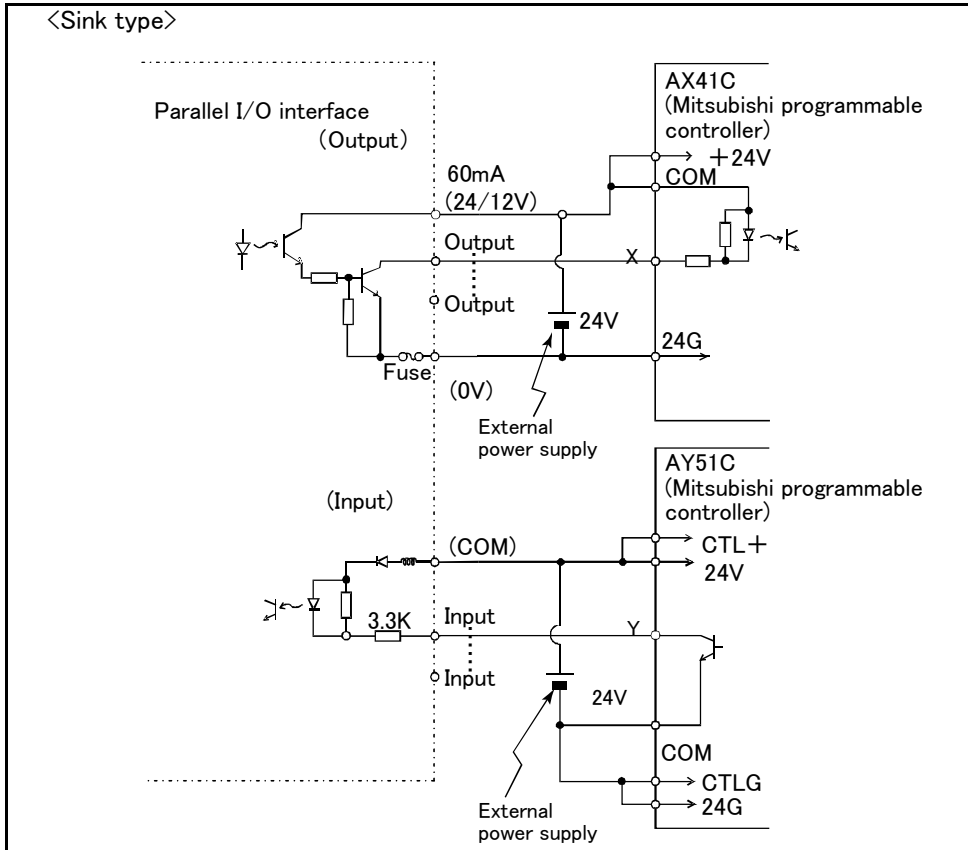 <Sink type>
Parallel I/O interface
(Output)
60mA
(24/12V)
Output
Output
Fuse
(0V)
24V
External
power supply
AX41C
(Mitsubishi programmable
controller)
+24V
COM
X
24G
(Input)
(COM)
3.3K
Input
Input
Y
24V
External
power supply
AY51C
(Mitsubishi programmable
controller)
CTL+
24V
COM
CTLG
24G